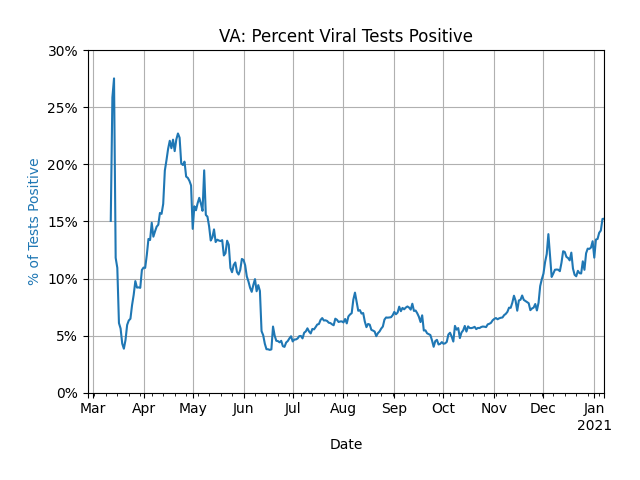 VA: Percent Viral Tests Positive
% of Tests Positive
30%
25%
20%
15%
10%
5%
0%
Mar Apr May Jun Jul Aug Sep Oct Nov Dec Jan
2021
Date